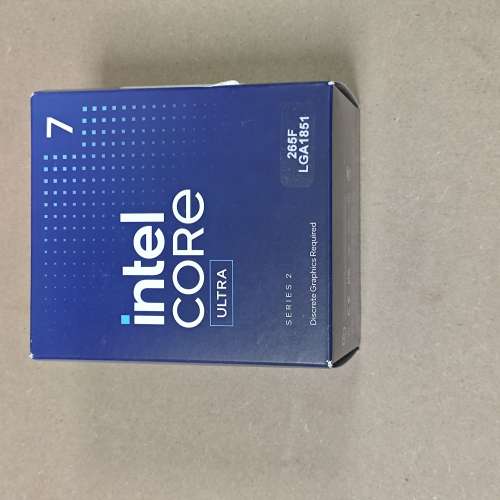 7
intel
CORE
ULTRA
SERIES 2
Discrete Graphics Required
265F
LGA1851